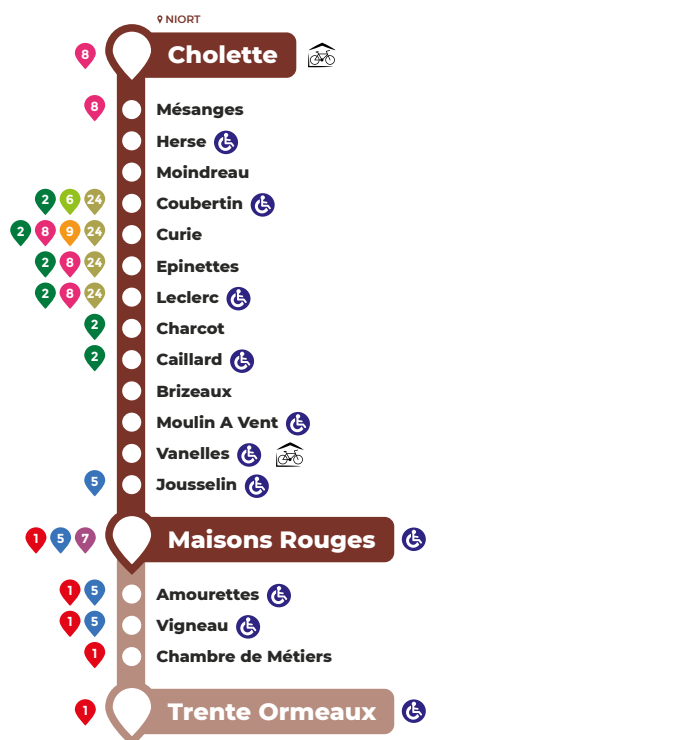 NIORT
8 Cholette
8 Mésanges
Herse
Moindreau
2 6 24 Coubertin
2 8 9 24 Curie
2 8 24 Epinettes
2 8 24 Leclerc
2 Charcot
2 Caillard
Brizeaux
Moulin A Vent
Vanelles
5 Jousselin
1 5 7 Maisons Rouges
1 5 Amourettes
1 5 Vigneau
1 Chambre de Métiers
1 Trente Ormeaux